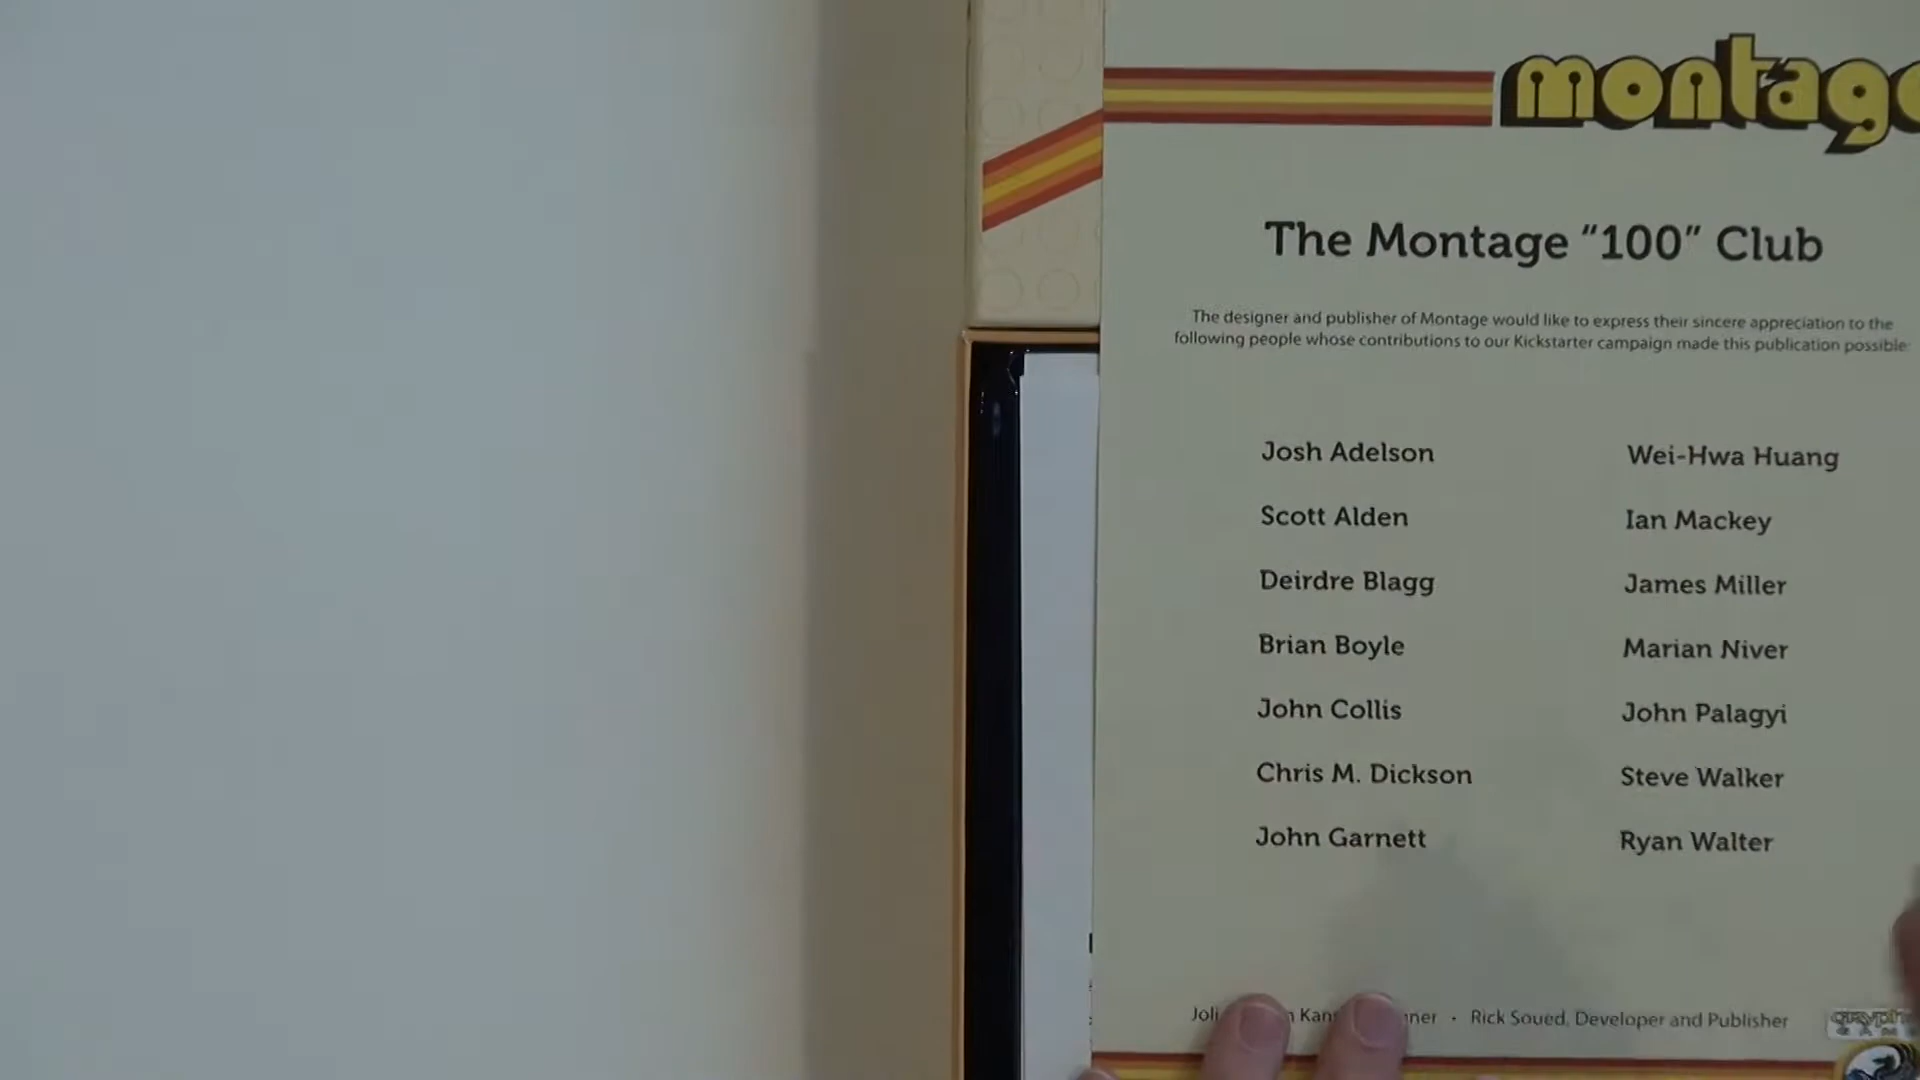 montage
The Montage “100” Club
The designer and publisher of Montage would like to express their sincere appreciation to the
following people whose contributions to our Kickstarter campaign made this publication possible
Josh Adelson
Wei-Hwa Huang
Scott Alden
Ian Mackey
Deirdre Blagg
James Miller
Brian Boyle
Marian Niver
John Collis
John Palagyi
Chris M. Dickson
Steve Walker
John Garnett
Ryan Walter
Rick Soued, Developer and Publisher